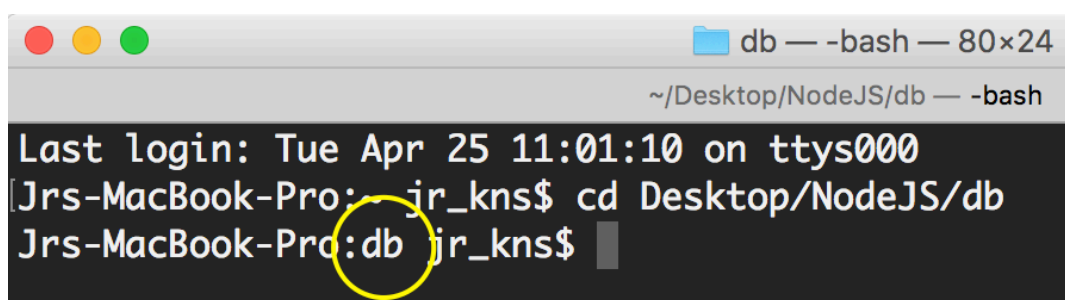 db — -bash — 80×24
~/Desktop/NodeJS/db — -bash
Last login: Tue Apr 25 11:01:10 on ttys000
[Jrs-MacBook-Pro:~ jr_kns$ cd Desktop/NodeJS/db
Jrs-MacBook-Pro:db jr_kns$